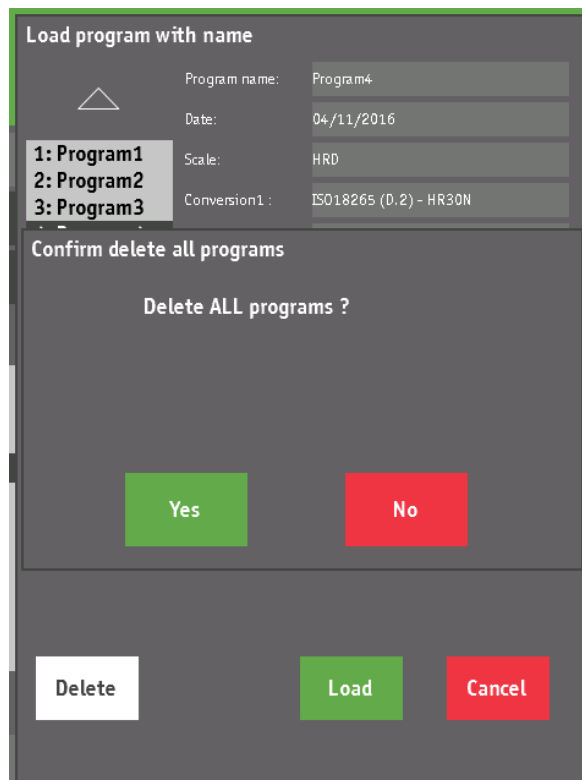 Load program with name
Program name: Program4
Date: 04/11/2016
1: Program1
Scale: HRD
2: Program2
3: Program3
Conversion1 : ISO18265 (D.2) - HR30N
Confirm delete all programs
Delete ALL programs ?
Yes No
Delete Load Cancel